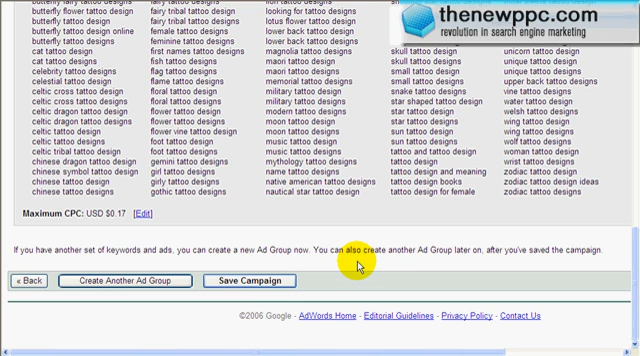 thenewppc.com
revolution in search engine marketing
butterfly flower tattoo design
butterfly tattoo design
butterfly tattoo design online
butterfly tattoo designs
cat tattoo design
cat tattoo designs
celebrity tattoo designs
celestial tattoo designs
celtic cross tattoo design
celtic cross tattoo designs
celtic dragon tattoo design
celtic dragon tattoo designs
celtic tattoo design
celtic tattoo designs
celtic tribal tattoo design
chinese dragon tattoo design
chinese symbol tattoo design
chinese tattoo design
chinese tattoo designs
fairy tribal tattoo design
fairy tribal tattoo designs
female tattoo designs
feminine tattoo designs
first names tattoo designs
fish tattoo designs
flag tattoo designs
flame tattoo designs
floral tattoo design
floral tattoo designs
flower tattoo design
flower tattoo designs
flower vine tattoo design
foot tattoo design
foot tattoo designs
gemini tattoo designs
girl tattoo designs
girly tattoo designs
gothic tattoo designs
looking for tattoo designs
lotus flower tattoo design
lower back tattoo design
lower back tattoo designs
magnolia tattoo designs
maori tattoo design
maori tattoo designs
memorial tattoo designs
military tattoo design
military tattoo designs
modern tattoo designs
moon tattoo design
moon tattoo designs
music tattoo design
music tattoo designs
mythology tattoo designs
name tattoo designs
native american tattoo designs
nautical star tattoo design
skull tattoo designs
small tattoo design
small tattoo designs
snake tattoo designs
star shaped tattoo design
star tattoo design
star tattoo designs
sun tattoo design
sun tattoo designs
tattoo and tattoo design
tattoo design
tattoo design and meaning
tattoo design books
tattoo design for female
unicorn tattoo design
unique tattoo design
unique tattoo designs
upper back tattoo designs
vine tattoo designs
water tattoo designs
welsh tattoo designs
wing tattoo design
wing tattoo designs
wolf tattoo designs
woman tattoo design
wrist tattoo designs
zodiac tattoo design
zodiac tattoo design ideas
zodiac tattoo designs
Maximum CPC: USD $0.17 [Edit]
If you have another set of keywords and ads, you can create a new Ad Group now. You can also create another Ad Group later on, after you've saved the campaign.
« Back
Create Another Ad Group
Save Campaign
©2006 Google - AdWords Home - Editorial Guidelines - Privacy Policy - Contact Us